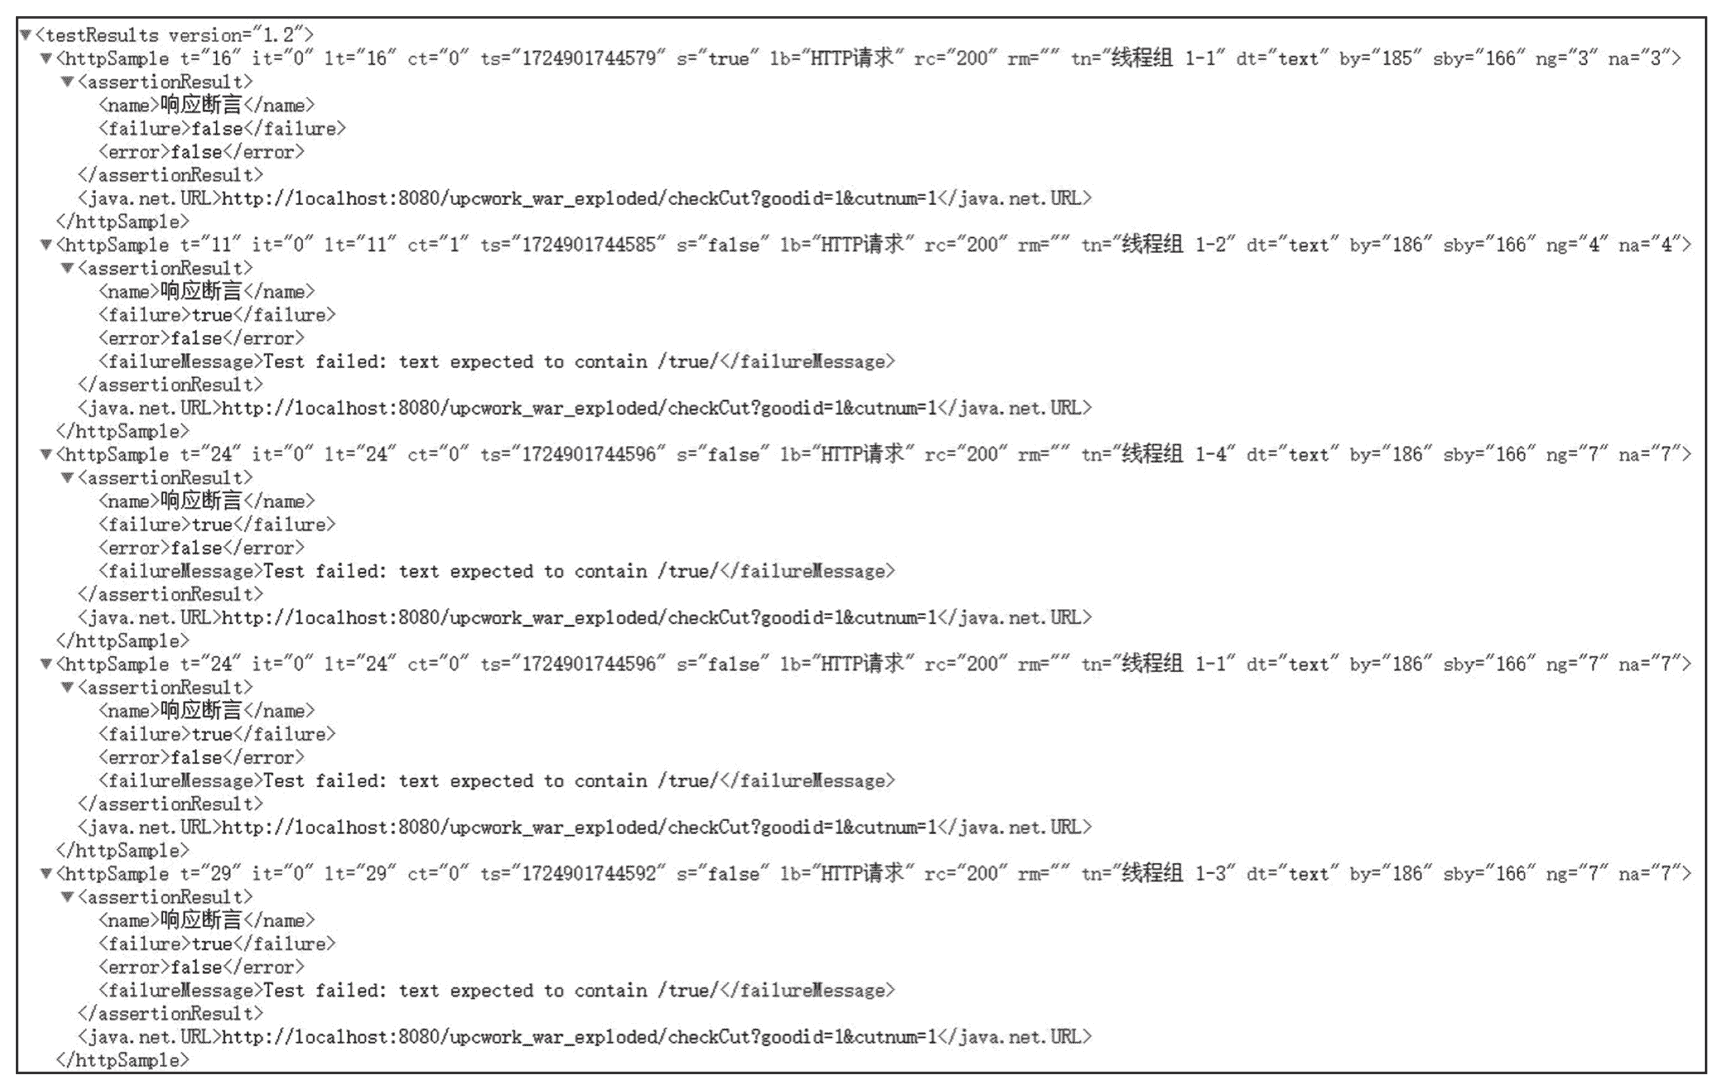 ▼<testResults version="1.2">
▼<httpSample t="16" it="0" lt="16" ct="0" ts="1724901744579" s="true" lb="HTTP请求" rc="200" rm="" tn="线程组 1-1" dt="text" by="185" sby="166" ng="3" na="3">
▼<assertionResult>
<name>响应断言</name>
<failure>false</failure>
<error>false</error>
</assertionResult>
<java.net.URL>http://localhost:8080/upcwork_war_exploded/checkCut?goodid=1&cutnum=1</java.net.URL>
</httpSample>
▼<httpSample t="11" it="0" lt="11" ct="1" ts="1724901744585" s="false" lb="HTTP请求" rc="200" rm="" tn="线程组 1-2" dt="text" by="186" sby="166" ng="4" na="4">
▼<assertionResult>
<name>响应断言</name>
<failure>true</failure>
<error>false</error>
<failureMessage>Test failed: text expected to contain /true/</failureMessage>
</assertionResult>
<java.net.URL>http://localhost:8080/upcwork_war_exploded/checkCut?goodid=1&cutnum=1</java.net.URL>
</httpSample>
▼<httpSample t="24" it="0" lt="24" ct="0" ts="1724901744596" s="false" lb="HTTP请求" rc="200" rm="" tn="线程组 1-4" dt="text" by="186" sby="166" ng="7" na="7">
▼<assertionResult>
<name>响应断言</name>
<failure>true</failure>
<error>false</error>
<failureMessage>Test failed: text expected to contain /true/</failureMessage>
</assertionResult>
<java.net.URL>http://localhost:8080/upcwork_war_exploded/checkCut?goodid=1&cutnum=1</java.net.URL>
</httpSample>
▼<httpSample t="24" it="0" lt="24" ct="0" ts="1724901744596" s="false" lb="HTTP请求" rc="200" rm="" tn="线程组 1-1" dt="text" by="186" sby="166" ng="7" na="7">
▼<assertionResult>
<name>响应断言</name>
<failure>true</failure>
<error>false</error>
<failureMessage>Test failed: text expected to contain /true/</failureMessage>
</assertionResult>
<java.net.URL>http://localhost:8080/upcwork_war_exploded/checkCut?goodid=1&cutnum=1</java.net.URL>
</httpSample>
▼<httpSample t="29" it="0" lt="29" ct="0" ts="1724901744592" s="false" lb="HTTP请求" rc="200" rm="" tn="线程组 1-3" dt="text" by="186" sby="166" ng="7" na="7">
▼<assertionResult>
<name>响应断言</name>
<failure>true</failure>
<error>false</error>
<failureMessage>Test failed: text expected to contain /true/</failureMessage>
</assertionResult>
<java.net.URL>http://localhost:8080/upcwork_war_exploded/checkCut?goodid=1&cutnum=1</java.net.URL>
</httpSample>